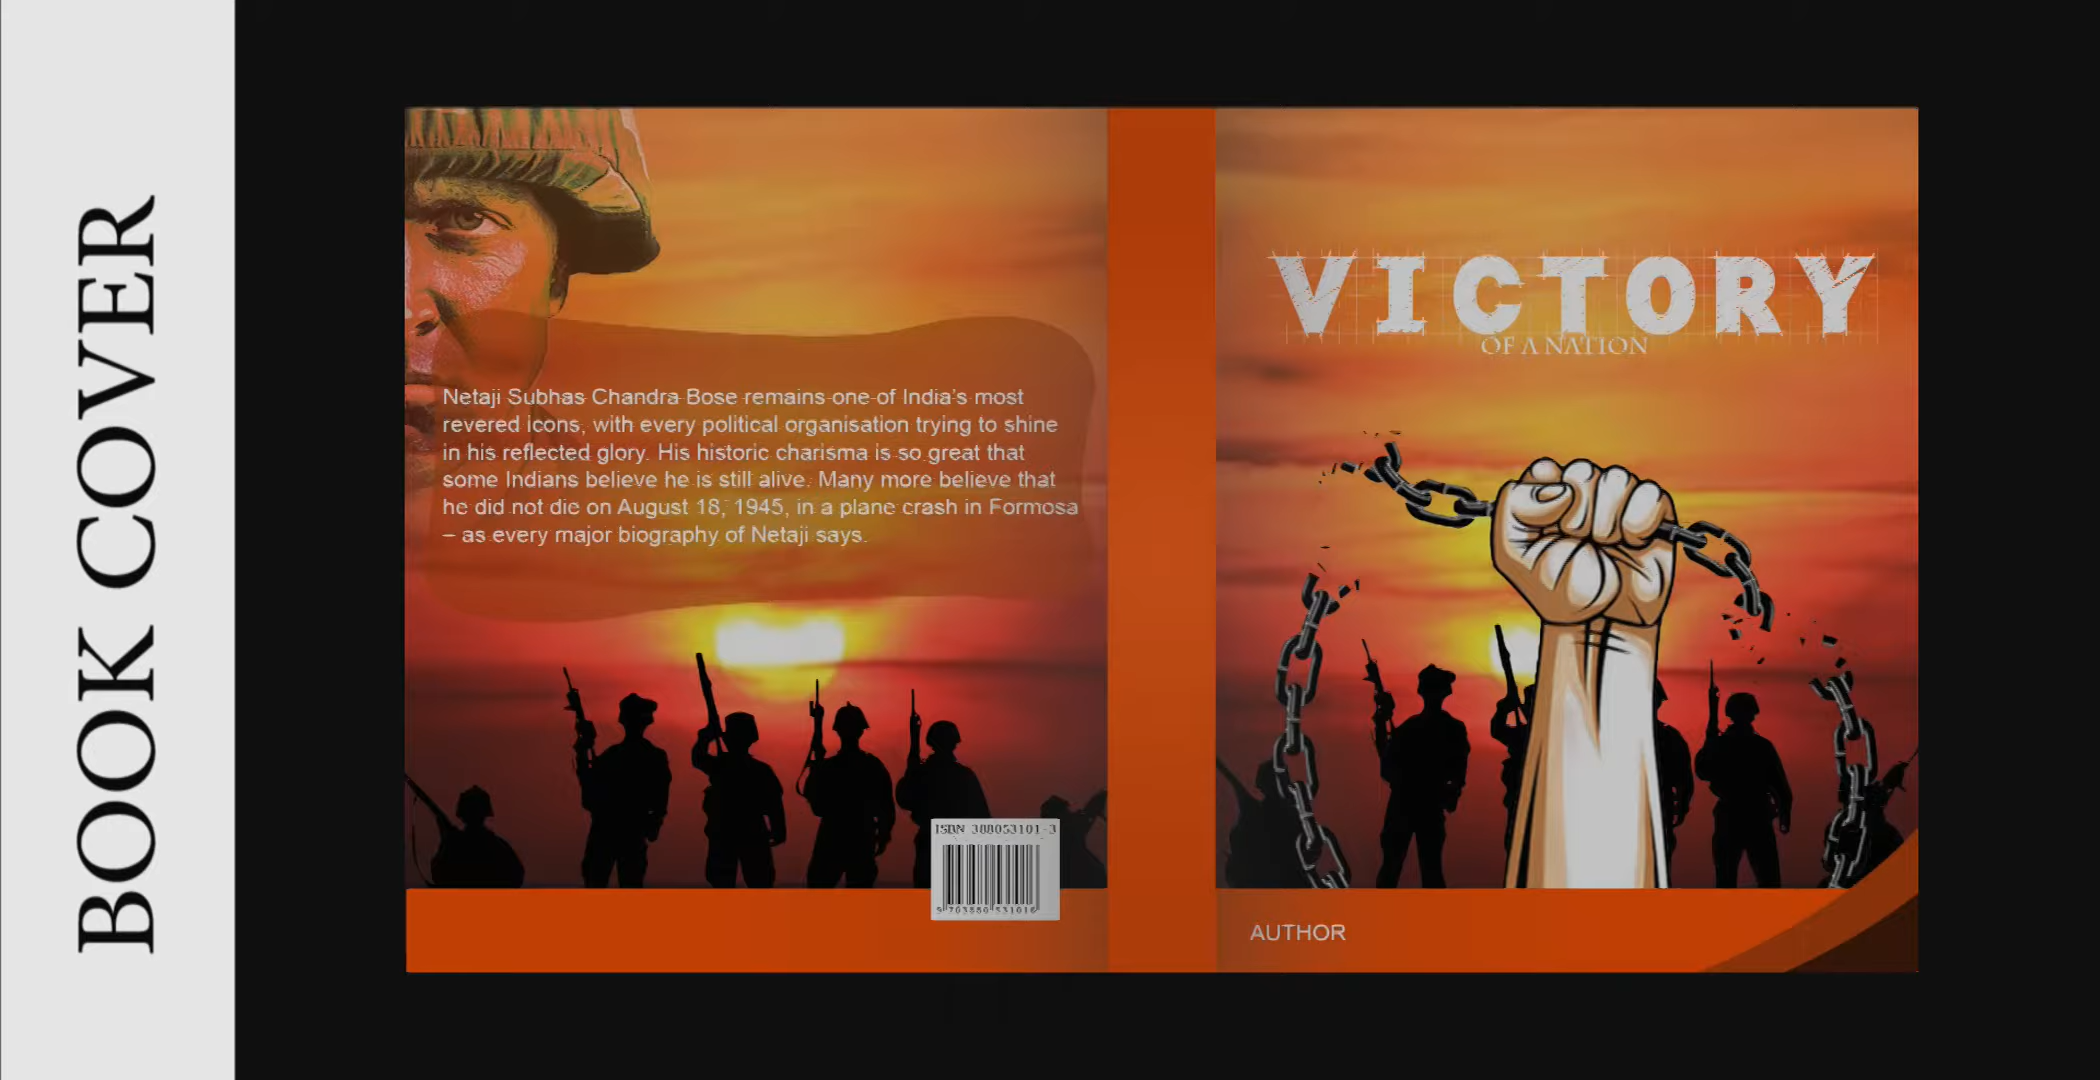 BOOK COVER
Netaji Subhas Chandra Bose remains one of India's most
revered icons, with every political organisation trying to shine
in his reflected glory. His historic charisma is so great that
some Indians believe he is still alive. Many more believe that
he did not die on August 18, 1945, in a plane crash in Formosa
– as every major biography of Netaji says.
ISBN 388053101-3
9 783880 531016
VICTORY
OF A NATION
AUTHOR